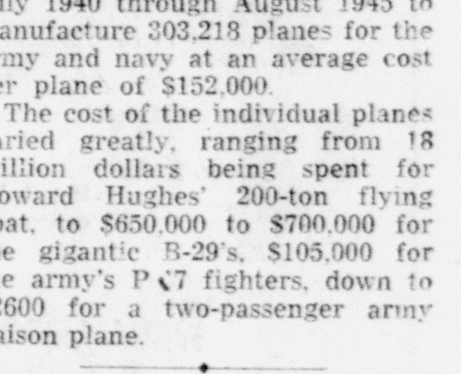 ly 1940 through August 1945 to
anufacture 303,218 planes for the
rmy and navy at an average cost
er plane of $152,000.
The cost of the individual planes
aried greatly, ranging from 18
illion dollars being spent for
oward Hughes' 200-ton flying
oat, to $650,000 to $700,000 for
e gigantic B-29's, $105,000 for
e army's fighters, down to
2600 for a two-passenger army
aison plane.